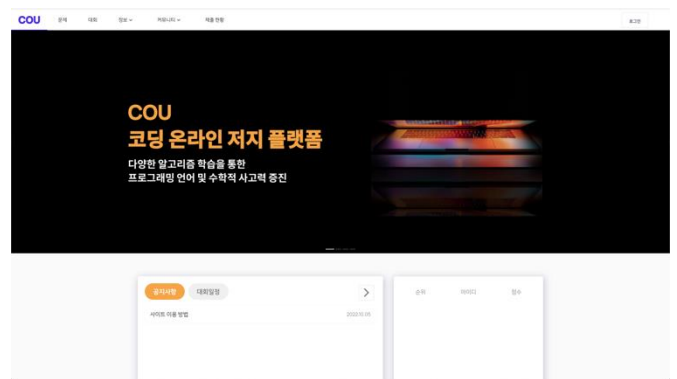 COU 문제 대회 정보 커뮤니티 제출 현황 로그인
COU
코딩 온라인 저지 플랫폼
다양한 알고리즘 학습을 통한
프로그래밍 언어 및 수학적 사고력 증진
공지사항 대회일정
순위 아이디 점수
사이트 이용 방법